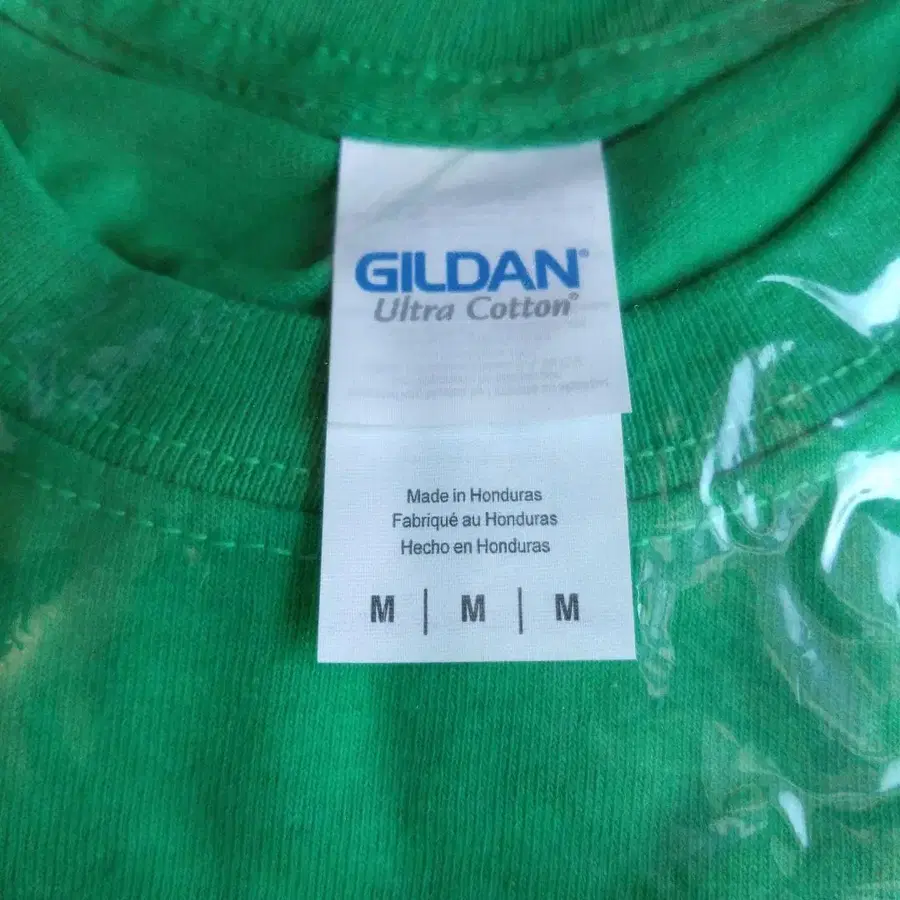 GILDAN®
Ultra Cotton®
Made in Honduras
Fabriqué au Honduras
Hecho en Honduras
M | M | M